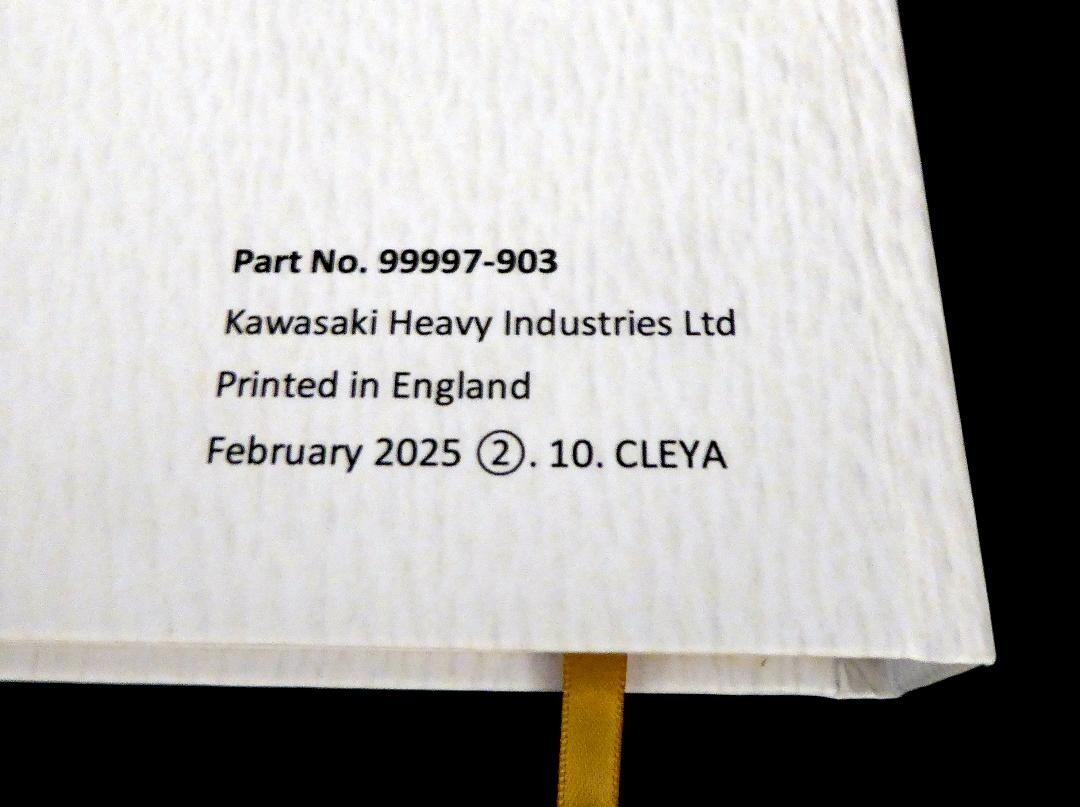 Part No. 99997-903
Kawasaki Heavy Industries Ltd
Printed in England
February 2025 ②. 10. CLEYA